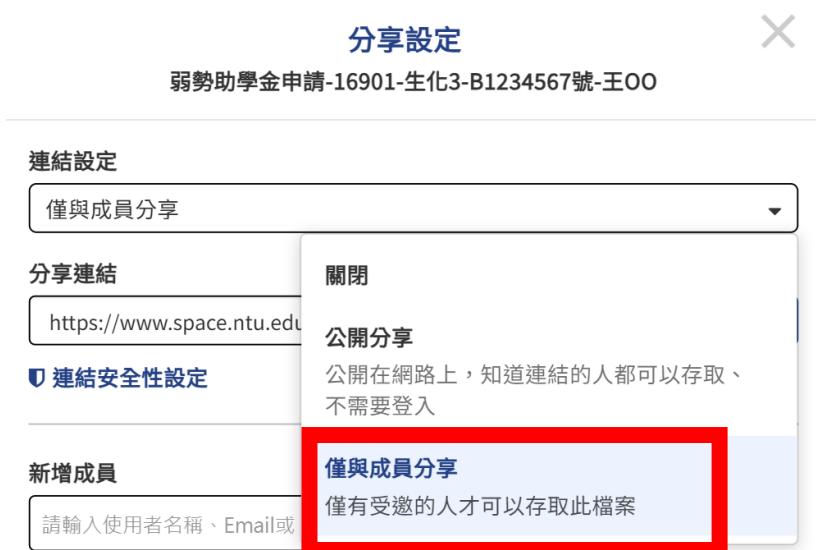 分享設定
弱勢助學金申請-16901-生化3-B1234567號-王OO
連結設定
僅與成員分享
分享連結
https://www.space.ntu.edu
連結安全性設定
新增成員
請輸入使用者名稱、Email或
關閉
公開分享
公開在網路上，知道連結的人都可以存取、
不需要登入
僅與成員分享
僅有受邀的人才可以存取此檔案